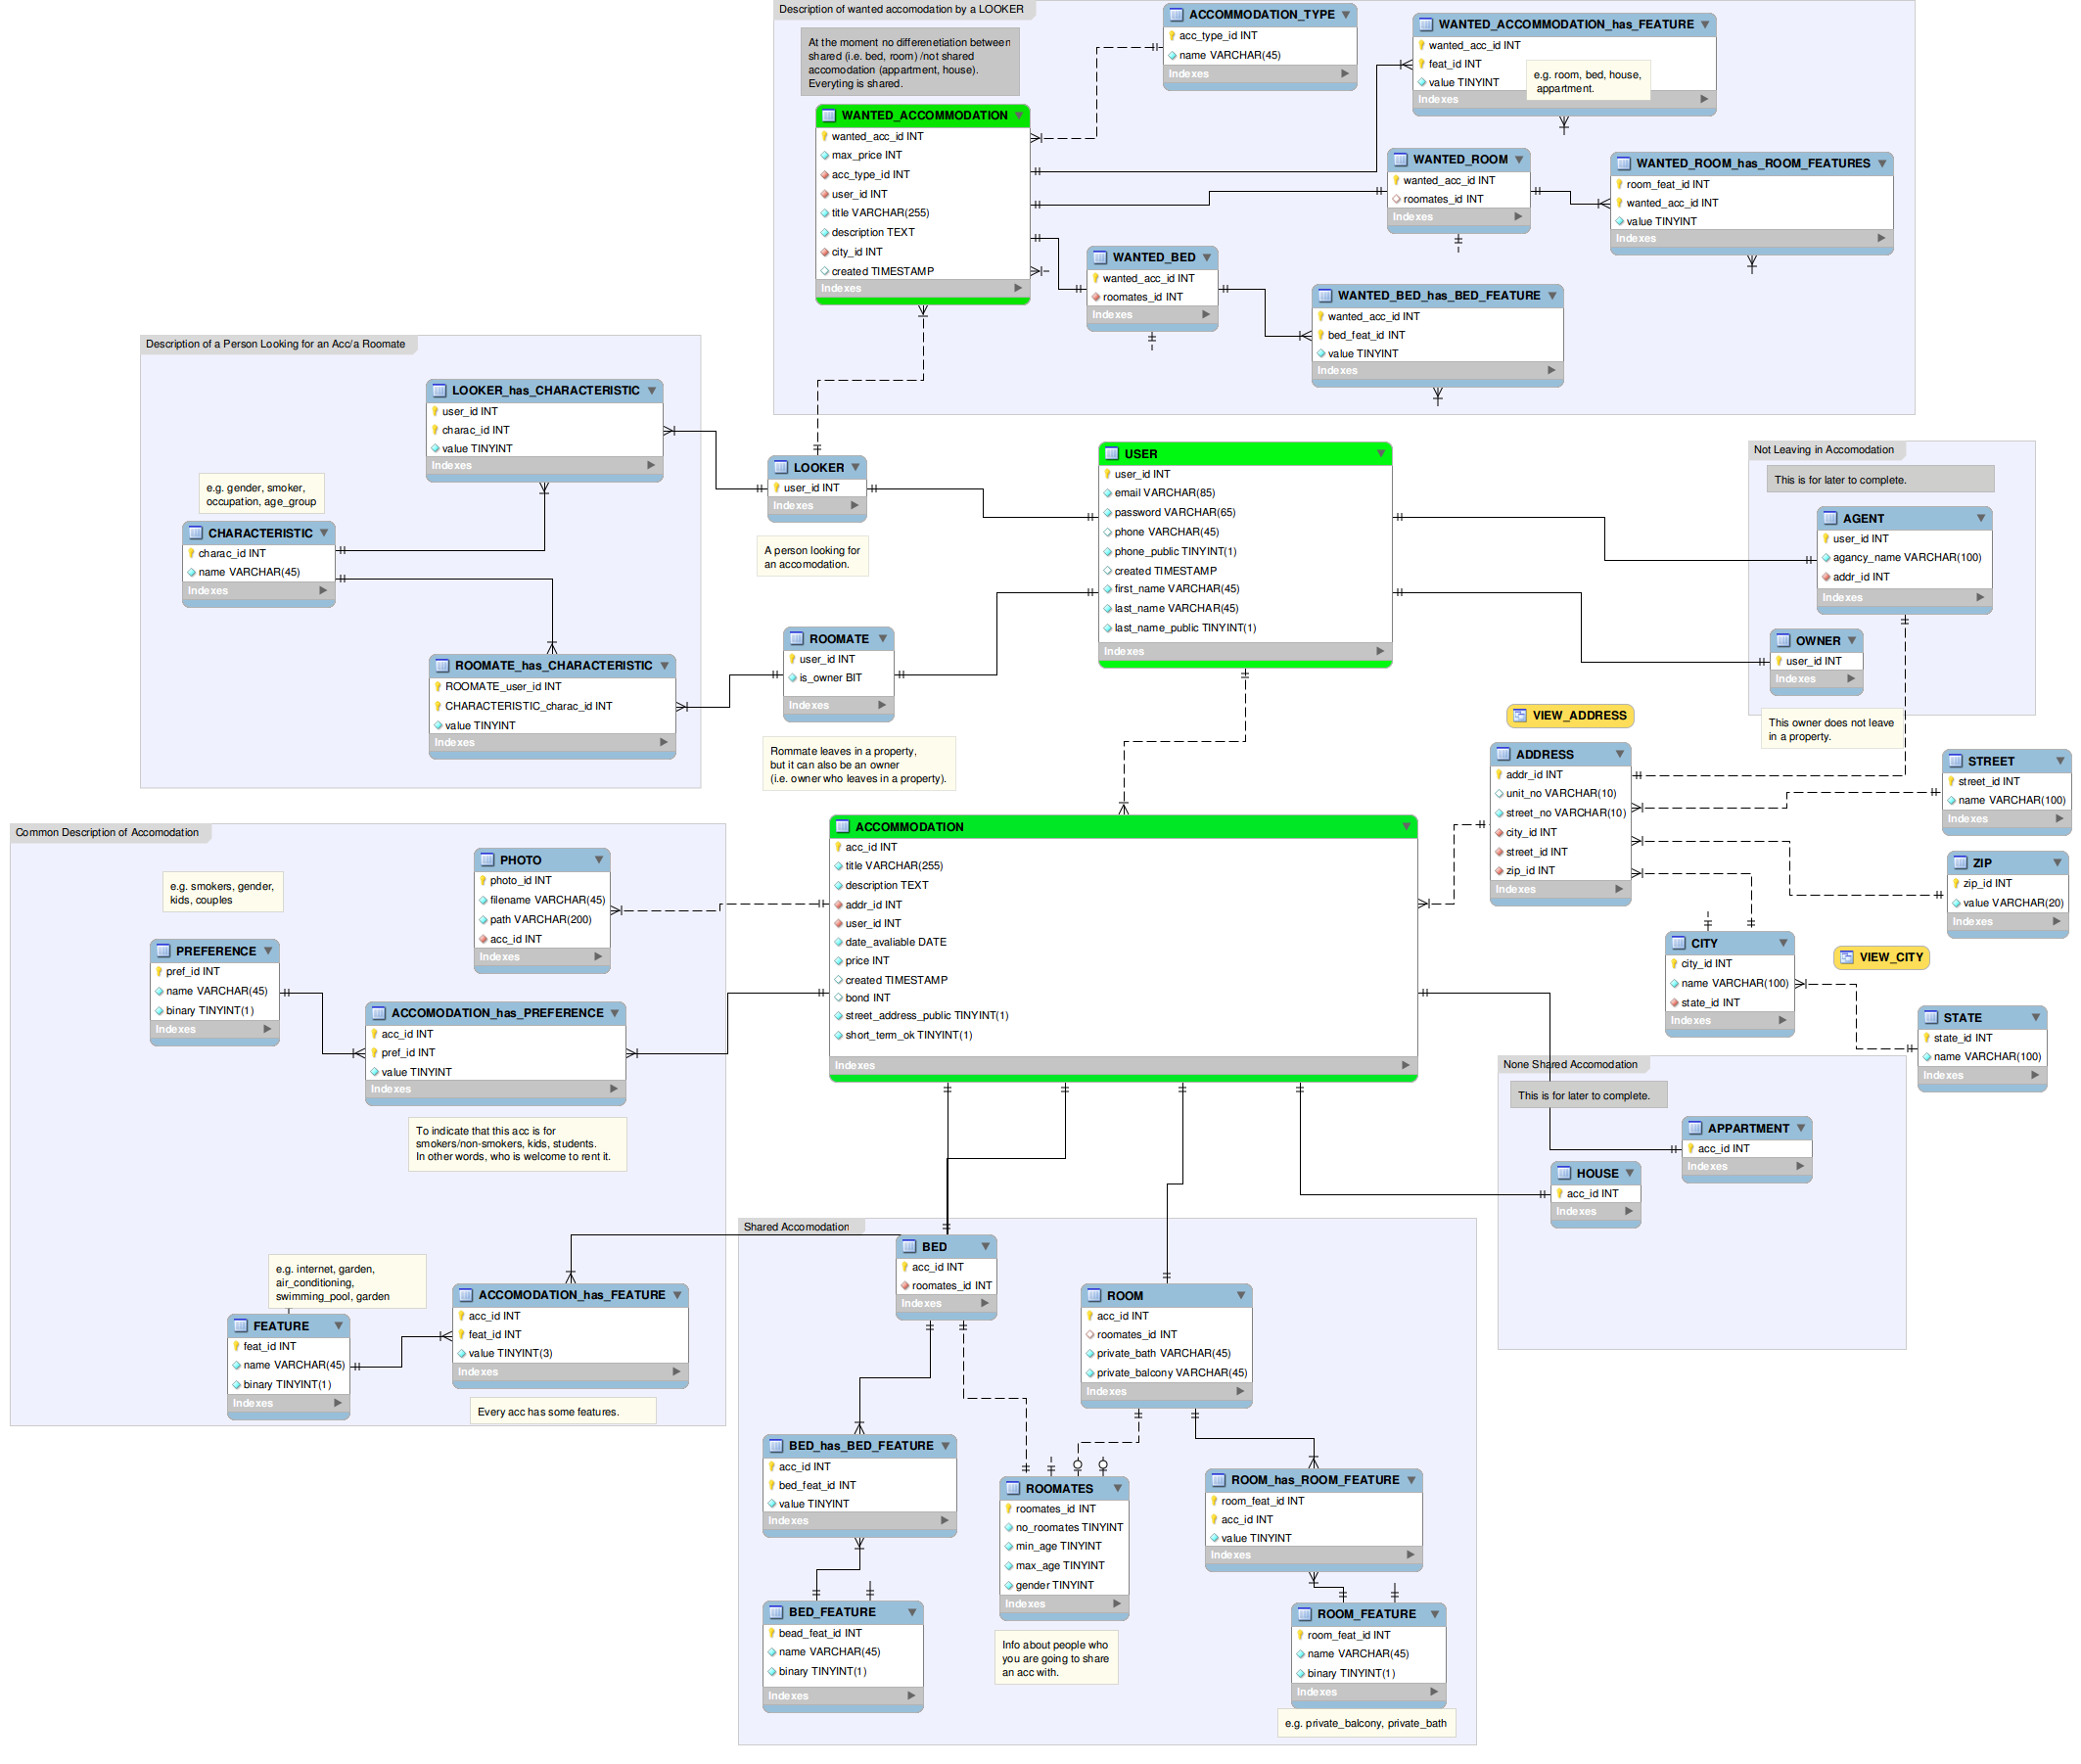 Description of wanted accomodation by a LOOKER
At the moment no differenetiation between
shared (i.e. bed, room) /not shared
accomodation (appartment, house).
Everyting is shared.
ACCOMMODATION_TYPE
acc_type_id INT
name VARCHAR(45)
Indexes
WANTED_ACCOMMODATION_has_FEATURE
wanted_acc_id INT
feat_id INT
value TINYINT
Indexes
e.g. room, bed, house,
appartment.
WANTED_ACCOMMODATION
wanted_acc_id INT
max_price INT
acc_type_id INT
user_id INT
title VARCHAR(255)
description TEXT
city_id INT
created TIMESTAMP
Indexes
WANTED_ROOM
wanted_acc_id INT
roomates_id INT
Indexes
WANTED_ROOM_has_ROOM_FEATURES
room_feat_id INT
wanted_acc_id INT
value TINYINT
Indexes
WANTED_BED
wanted_acc_id INT
roomates_id INT
Indexes
WANTED_BED_has_BED_FEATURE
wanted_acc_id INT
bed_feat_id INT
value TINYINT
Indexes
Description of a Person Looking for an Acc/a Roomate
LOOKER_has_CHARACTERISTIC
user_id INT
charac_id INT
value TINYINT
Indexes
e.g. gender, smoker,
occupation, age_group
CHARACTERISTIC
charac_id INT
name VARCHAR(45)
Indexes
ROOMATE_has_CHARACTERISTIC
ROOMATE_user_id INT
CHARACTERISTIC_charac_id INT
value TINYINT
Indexes
LOOKER
user_id INT
Indexes
A person looking for
an accomodation.
ROOMATE
user_id INT
is_owner BIT
Indexes
Rommate leaves in a property,
but it can also be an owner
(i.e. owner who leaves in a property).
USER
user_id INT
email VARCHAR(85)
password VARCHAR(65)
phone VARCHAR(45)
phone_public TINYINT(1)
created TIMESTAMP
first_name VARCHAR(45)
last_name VARCHAR(45)
last_name_public TINYINT(1)
Indexes
Not Leaving in Accomodation
This is for later to complete.
AGENT
user_id INT
agancy_name VARCHAR(100)
addr_id INT
Indexes
OWNER
user_id INT
Indexes
This owner does not leave
in a property.
VIEW_ADDRESS
ADDRESS
addr_id INT
unit_no VARCHAR(10)
street_no VARCHAR(10)
city_id INT
street_id INT
zip_id INT
Indexes
STREET
street_id INT
name VARCHAR(100)
Indexes
ZIP
zip_id INT
value VARCHAR(20)
Indexes
CITY
city_id INT
name VARCHAR(100)
state_id INT
Indexes
VIEW_CITY
STATE
state_id INT
name VARCHAR(100)
Indexes
Common Description of Accomodation
PHOTO
photo_id INT
filename VARCHAR(45)
path VARCHAR(200)
acc_id INT
Indexes
e.g. smokers, gender,
kids, couples
PREFERENCE
pref_id INT
name VARCHAR(45)
binary TINYINT(1)
Indexes
ACCOMODATION_has_PREFERENCE
acc_id INT
pref_id INT
value TINYINT
Indexes
To indicate that this acc is for
smokers/non-smokers, kids, students.
In other words, who is welcome to rent it.
ACCOMMODATION
acc_id INT
title VARCHAR(255)
description TEXT
addr_id INT
user_id INT
date_avaliable DATE
price INT
created TIMESTAMP
bond INT
street_address_public TINYINT(1)
short_term_ok TINYINT(1)
Indexes
None Shared Accomodation
This is for later to complete.
APPARTMENT
acc_id INT
Indexes
HOUSE
acc_id INT
Indexes
e.g. internet, garden,
air_conditioning,
swimming_pool, garden
FEATURE
feat_id INT
name VARCHAR(45)
binary TINYINT(1)
Indexes
ACCOMODATION_has_FEATURE
acc_id INT
feat_id INT
value TINYINT(3)
Indexes
Every acc has some features.
Shared Accomodation
BED
acc_id INT
roomates_id INT
Indexes
ROOM
acc_id INT
roomates_id INT
private_bath VARCHAR(45)
private_balcony VARCHAR(45)
Indexes
BED_has_BED_FEATURE
acc_id INT
bed_feat_id INT
value TINYINT
Indexes
ROOMATES
roomates_id INT
no_roomates TINYINT
min_age TINYINT
max_age TINYINT
gender TINYINT
Indexes
ROOM_has_ROOM_FEATURE
room_feat_id INT
acc_id INT
value TINYINT
Indexes
BED_FEATURE
bead_feat_id INT
name VARCHAR(45)
binary TINYINT(1)
Indexes
Info about people who
you are going to share
an acc with.
ROOM_FEATURE
room_feat_id INT
name VARCHAR(45)
binary TINYINT(1)
Indexes
e.g. private_balcony, private_bath